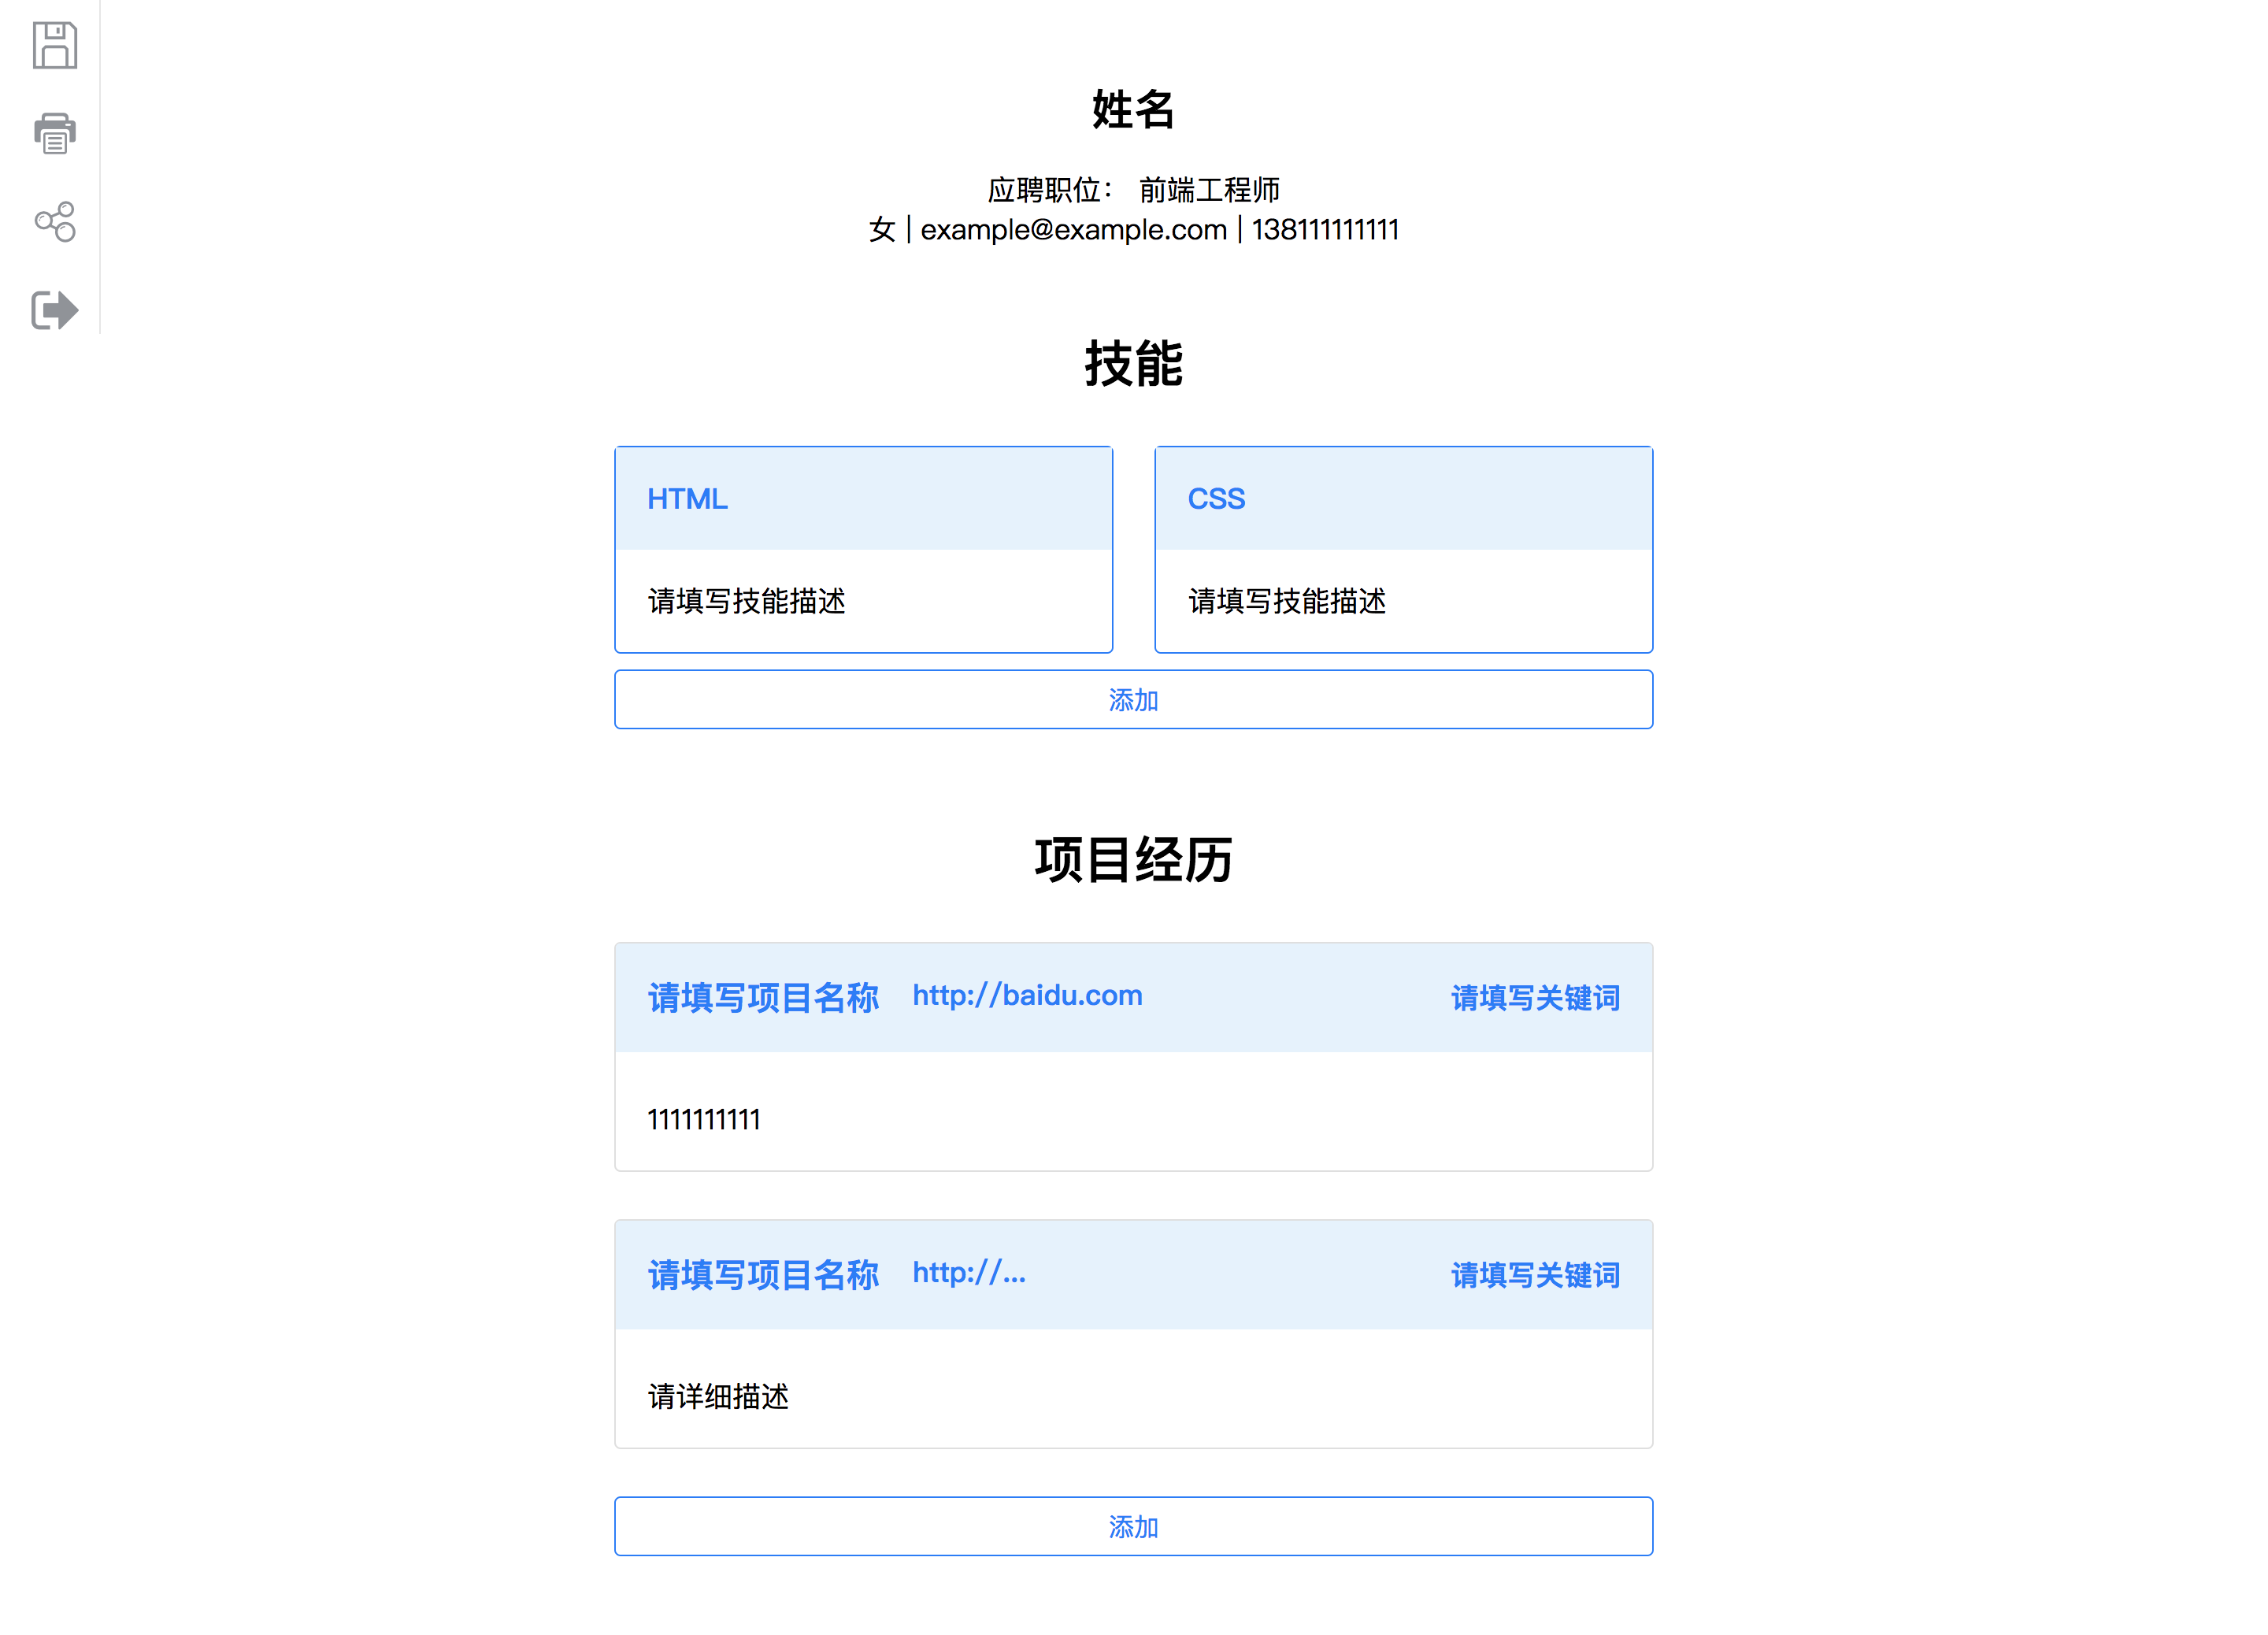 姓名
应聘职位： 前端工程师
女 | example@example.com | 138111111111
技能
HTML
CSS
请填写技能描述
请填写技能描述
添加
项目经历
请填写项目名称 http://baidu.com 请填写关键词
1111111111
请填写项目名称 http://... 请填写关键词
请详细描述
添加